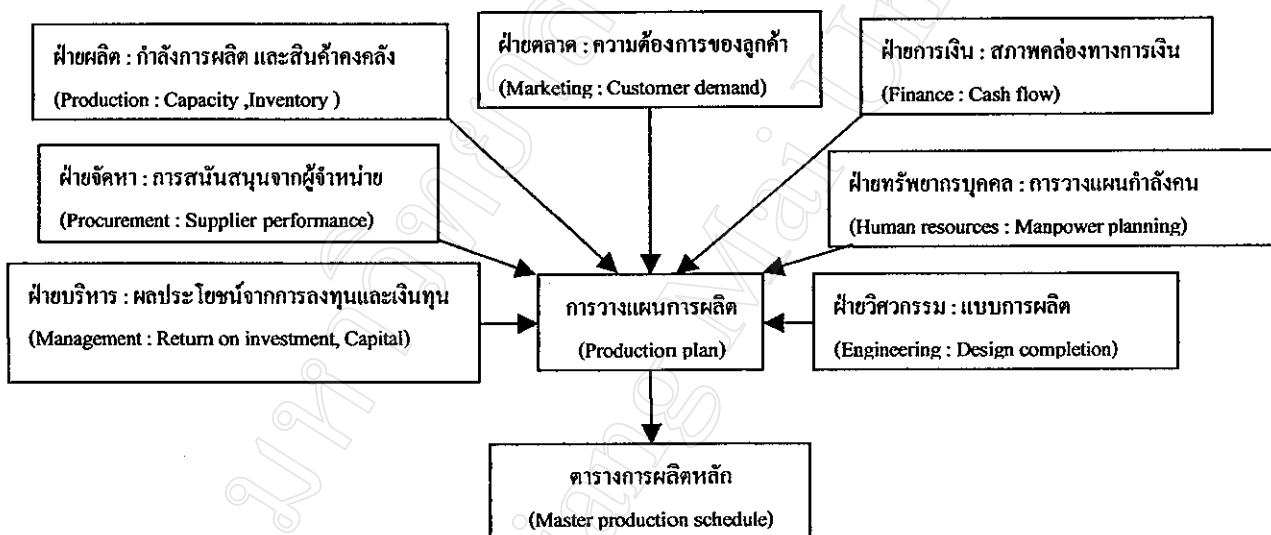 ฝ่ายผลิต : กำลังการผลิต และสินค้าคงคลัง
(Production : Capacity ,Inventory )
ฝ่ายตลาด : ความต้องการของลูกค้า
(Marketing : Customer demand)
ฝ่ายการเงิน : สภาพคล่องทางการเงิน
(Finance : Cash flow)
ฝ่ายจัดหา : การสนันสนุนจากผู้จำหน่าย
(Procurement : Supplier performance)
ฝ่ายทรัพยากรบุคคล : การวางแผนกำลังคน
(Human resources : Manpower planning)
ฝ่ายบริหาร : ผลประโยชน์จากการลงทุนและเงินทุน
(Management : Return on investment, Capital)
การวางแผนการผลิต
(Production plan)
ฝ่ายวิศวกรรม : แบบการผลิต
(Engineering : Design completion)
ตารางการผลิตหลัก
(Master production schedule)